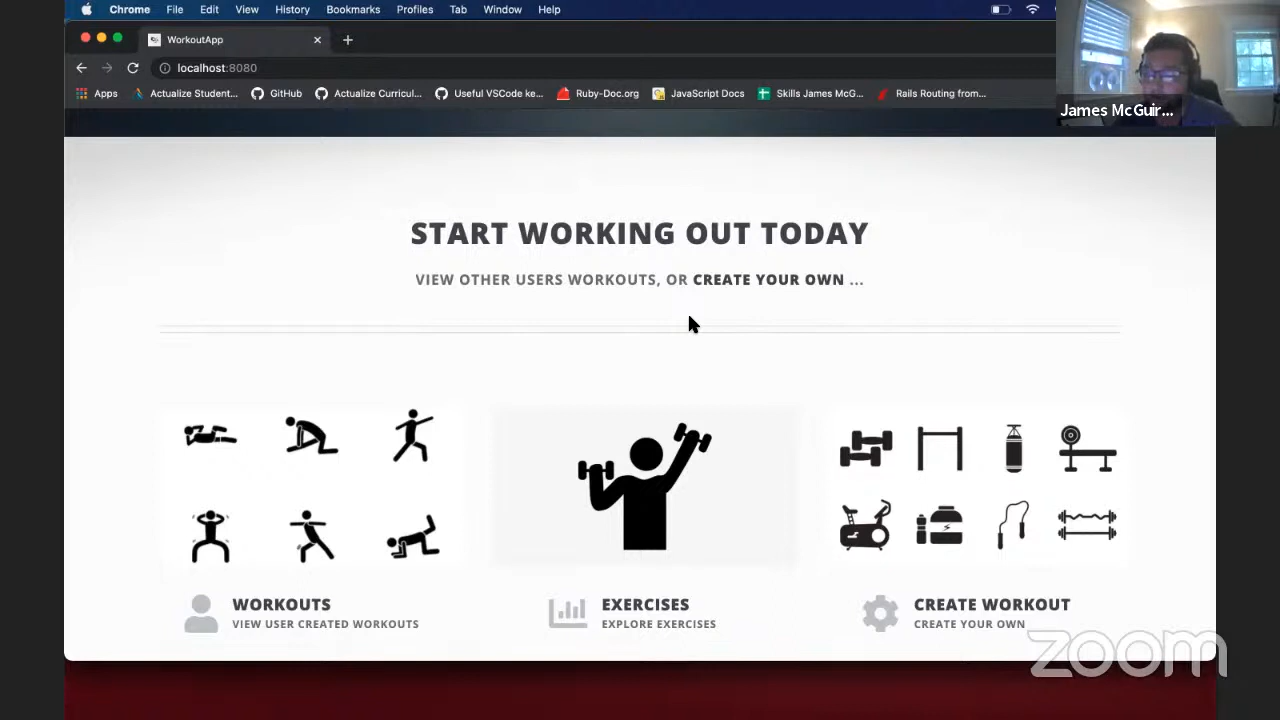 Chrome File Edit View History Bookmarks Profiles Tab Window Help
WorkoutApp
localhost:8080
Apps Actualize Student... GitHub Actualize Curricul... Useful VSCode ke... Ruby-Doc.org JavaScript Docs Skills James McG... Rails Routing from...
James McGuir...
START WORKING OUT TODAY
VIEW OTHER USERS WORKOUTS, OR CREATE YOUR OWN ...
WORKOUTS
VIEW USER CREATED WORKOUTS
EXERCISES
EXPLORE EXERCISES
CREATE WORKOUT
CREATE YOUR OWN
zoom